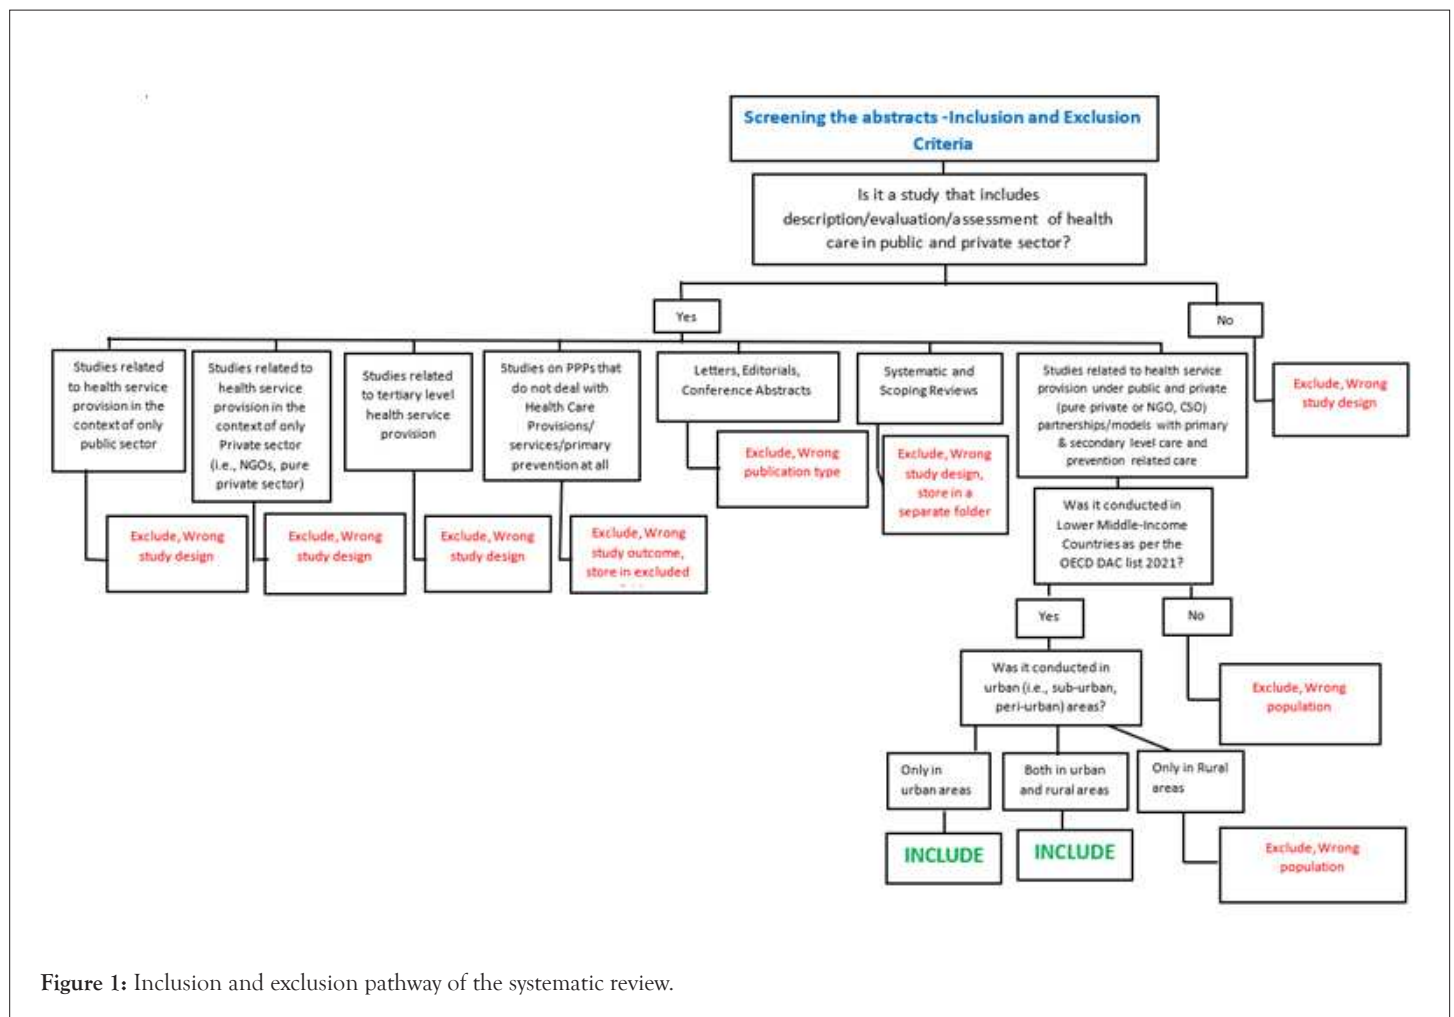 Screening the abstracts -Inclusion and Exclusion
Criteria
Is it a study that includes
description/evaluation/assessment of health
care in public and private sector?
Yes
No
Studies related
to health service
provision in the
context of only
public sector
Studies related to
health service
provision in the
context of only
Private sector
(i.e., NGOs, pure
private sector)
Studies related
to tertiary level
health service
provision
Studies on PPPs that
do not deal with
Health Care
Provisions/
services/primary
prevention at all
Letters, Editorials,
Conference Abstracts
Systematic and
Scoping Reviews
Studies related to health service
provision under public and private
(pure private or NGO, CSO)
partnerships/models with primary
& secondary level care and
prevention related care
Exclude, Wrong
study design
Exclude, Wrong
publication type
Exclude, Wrong
study design,
store in a
separate folder
Exclude, Wrong
study design
Exclude, Wrong
study design
Exclude, Wrong
study design
Exclude, Wrong
study outcome,
store in excluded
Was it conducted in
Lower Middle-Income
Countries as per the
OECD DAC list 2021?
Yes
No
Was it conducted in
urban (i.e., sub-urban,
peri-urban) areas?
Exclude, Wrong
population
Only in
urban areas
Both in urban
and rural areas
Only in Rural
areas
INCLUDE
INCLUDE
Exclude, Wrong
population
Figure 1: Inclusion and exclusion pathway of the systematic review.